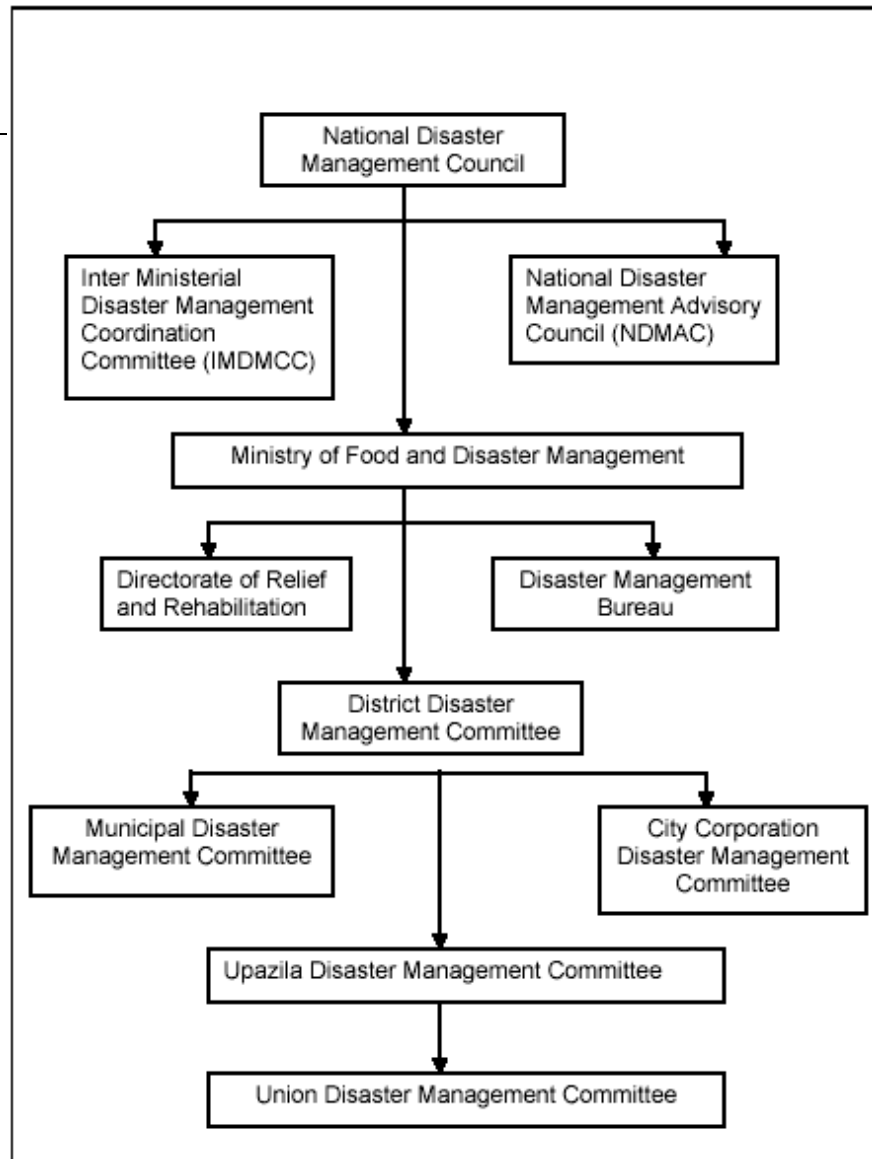 National Disaster
Management Council
Inter Ministerial
Disaster Management
Coordination
Committee (IMDMCC)
National Disaster
Management Advisory
Council (NDMAC)
Ministry of Food and Disaster Management
Directorate of Relief
and Rehabilitation
Disaster Management
Bureau
District Disaster
Management Committee
Municipal Disaster
Management Committee
City Corporation
Disaster Management
Committee
Upazila Disaster Management Committee
Union Disaster Management Committee